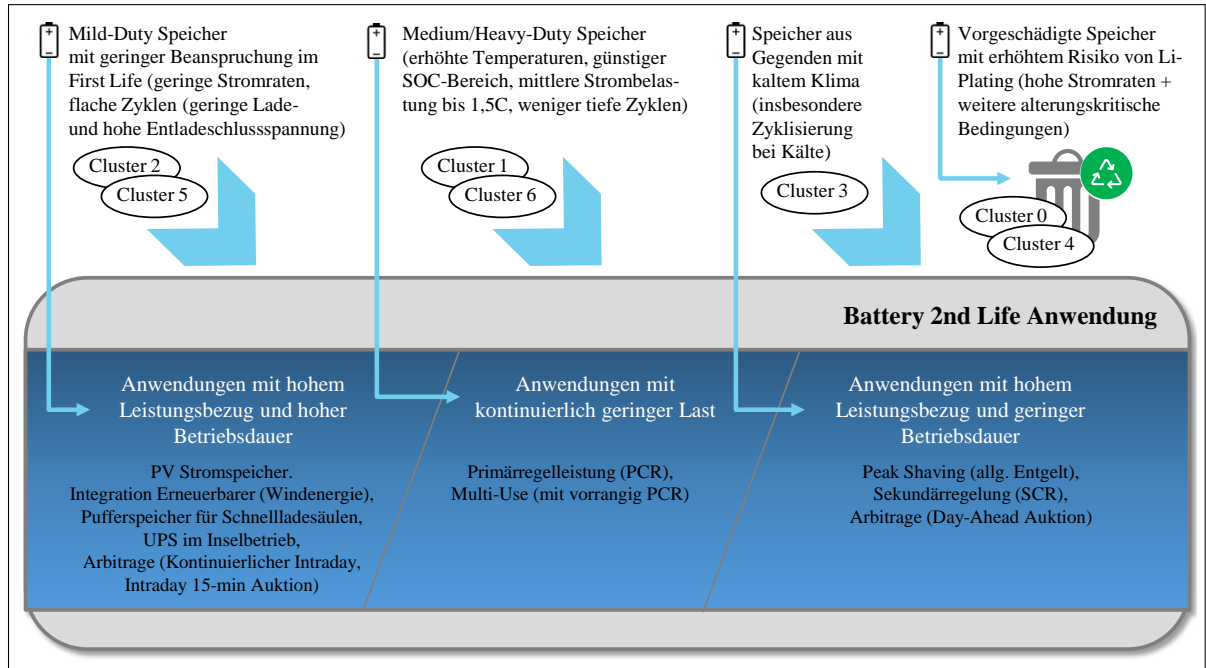 Mild-Duty Speicher
mit geringer Beanspruchung im
First Life (geringe Stromraten,
flache Zyklen (geringe Lade-
und hohe Entladeschlussspannung)
Cluster 2
Cluster 5
Medium/Heavy-Duty Speicher
(erhöhte Temperaturen, günstiger
SOC-Bereich, mittlere Strombelas-
tung bis 1,5C, weniger tiefe Zyklen)
Cluster 1
Cluster 6
Speicher aus
Gegenden mit
kaltem Klima
(insbesondere
Zyklisierung
bei Kälte)
Cluster 3
Vorgeschädigte Speicher
mit erhöhtem Risiko von Li-
Plating (hohe Stromraten +
weitere alterungskritische
Bedingungen)
Cluster 0
Cluster 4
Battery 2nd Life Anwendung
Anwendungen mit hohem
Leistungsbezug und hoher
Betriebsdauer
PV Stromspeicher.
Integration Erneuerbarer (Windenergie),
Pufferspeicher für Schnellladesäulen,
UPS im Inselbetrieb,
Arbitrage (Kontinuierlicher Intraday,
Intraday 15-min Auktion)
Anwendungen mit
kontinuierlich geringer Last
Primärregelleistung (PCR),
Multi-Use (mit vorrangig PCR)
Anwendungen mit hohem
Leistungsbezug und geringer
Betriebsdauer
Peak Shaving (allg. Entgelt),
Sekundärregelung (SCR),
Arbitrage (Day-Ahead Auktion)